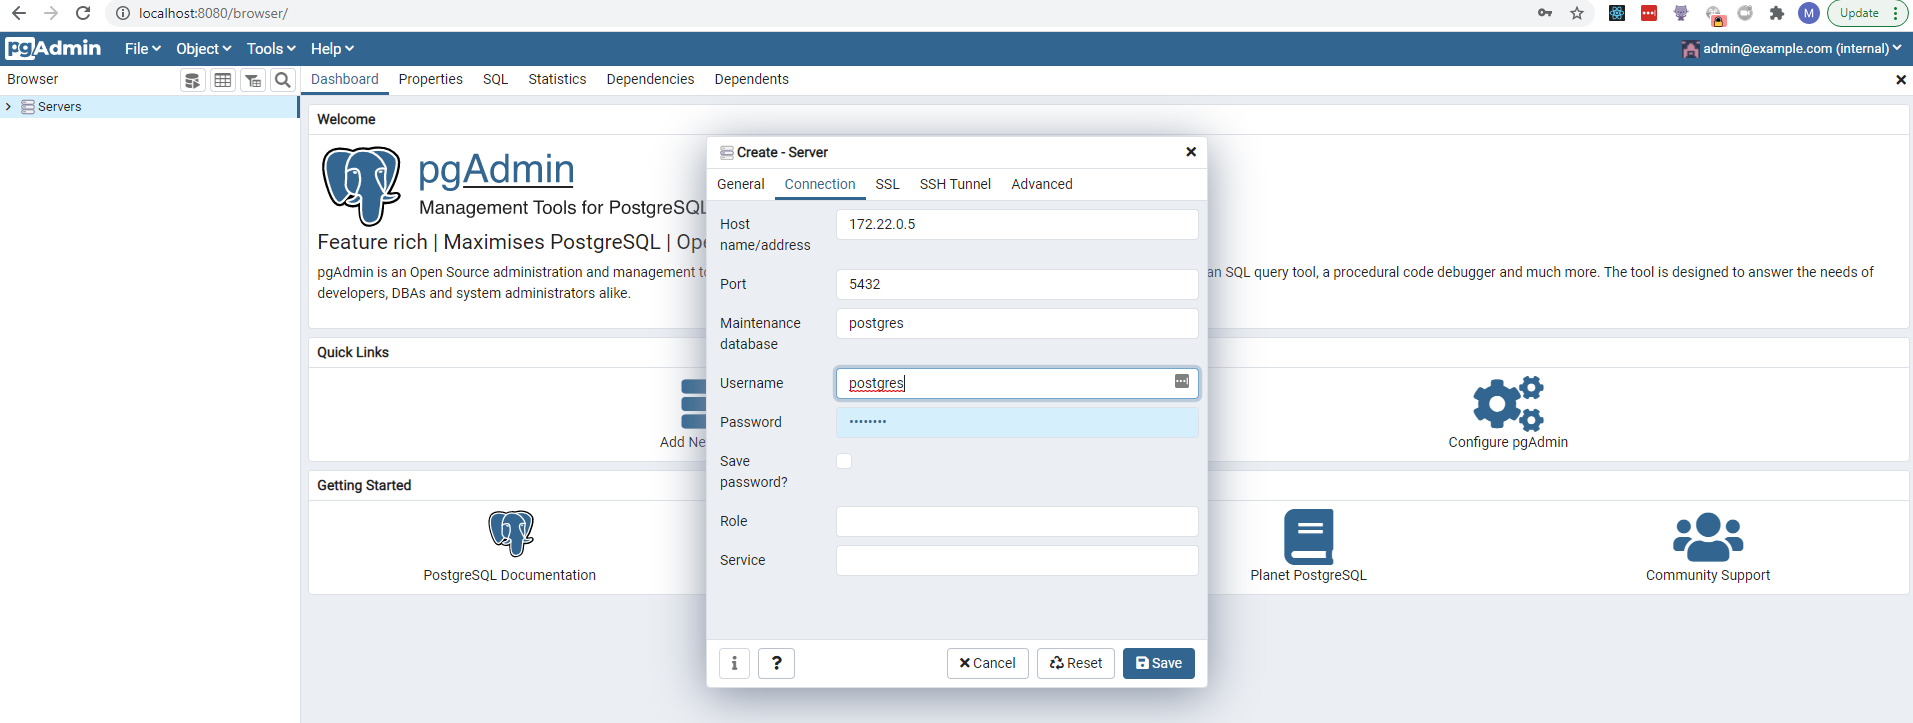 localhost:8080/browser/
M
Update
pgAdmin
File
Object
Tools
Help
admin@example.com (internal)
Browser
Dashboard
Properties
SQL
Statistics
Dependencies
Dependents
Servers
Welcome
pgAdmin
Management Tools for PostgreSQL
Feature rich | Maximises PostgreSQL | Ope
pgAdmin is an Open Source administration and management t
an SQL query tool, a procedural code debugger and much more. The tool is designed to answer the needs of
developers, DBAs and system administrators alike.
Quick Links
Add Ne
Configure pgAdmin
Getting Started
PostgreSQL Documentation
Planet PostgreSQL
Community Support
Create - Server
General
Connection
SSL
SSH Tunnel
Advanced
Host
name/address
172.22.0.5
Port
5432
Maintenance
database
postgres
Username
postgres
Password
••••••••
Save
password?
Role
Service
i
?
Cancel
Reset
Save